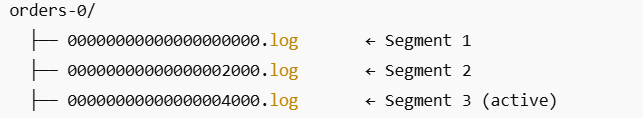 orders-0/
├── 00000000000000000000.log ← Segment 1
├── 00000000000000002000.log ← Segment 2
├── 00000000000000004000.log ← Segment 3 (active)